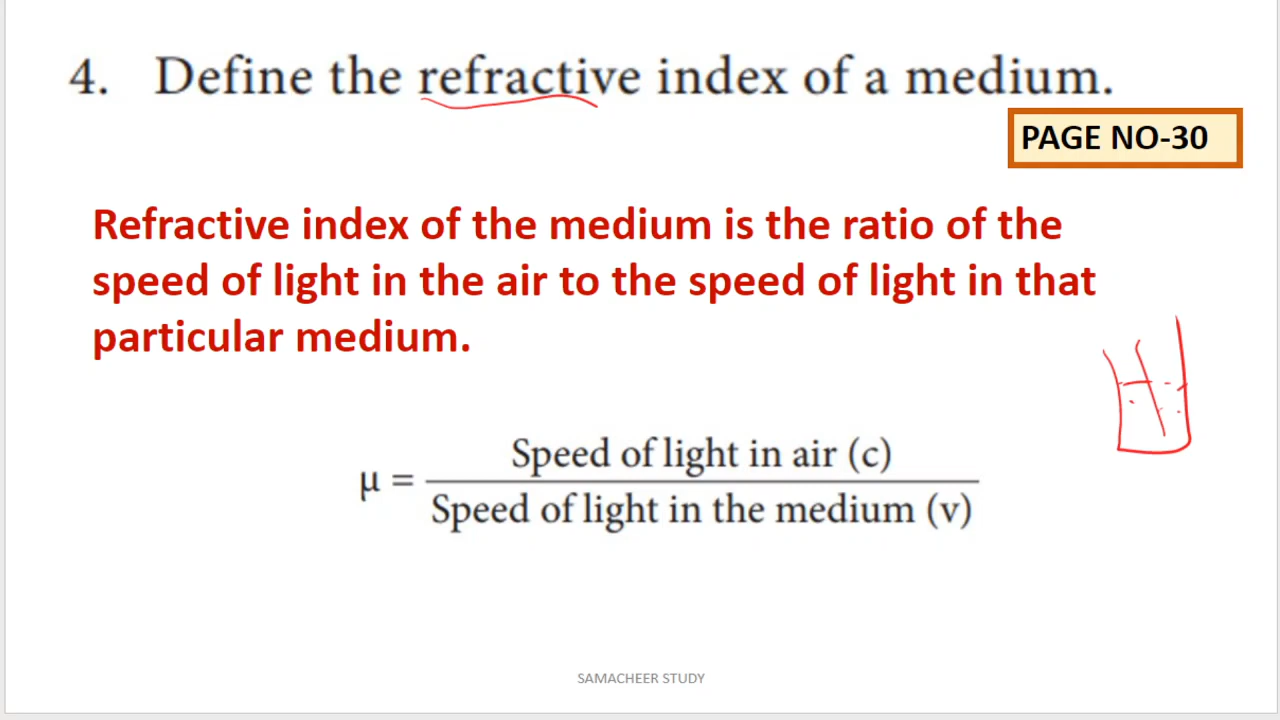 4. Define the refractive index of a medium.
PAGE NO-30
Refractive index of the medium is the ratio of the
speed of light in the air to the speed of light in that
particular medium.
μ = Speed of light in air (c)
Speed of light in the medium (v)
SAMACHEER STUDY